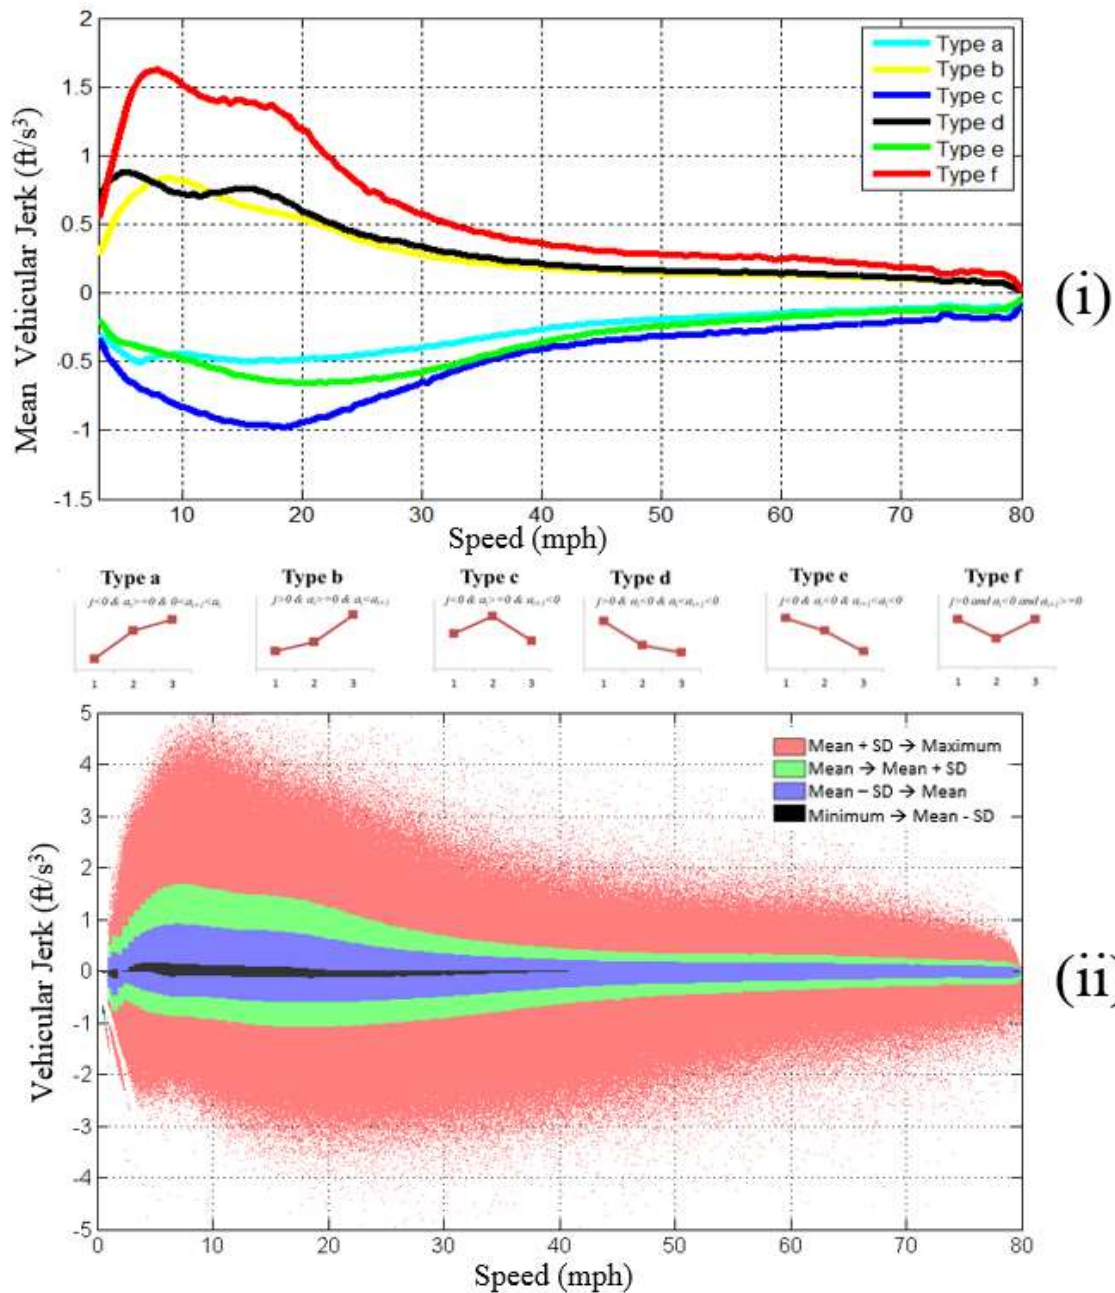 2
1.5
1
0.5
0
-0.5
-1
-1.5
Mean Vehicular Jerk (ft/s³)
Type a
Type b
Type c
Type d
Type e
Type f
10 20 30 40 50 60 70 80
Speed (mph)
(i)
Type a Type b Type c Type d Type e Type f
1 2 3 1 2 3 1 2 3 1 2 3 1 2 3 1 2 3
5
4
3
2
1
0
-1
-2
-3
-4
-5
Vehicular Jerk (ft/s³)
Mean + SD → Maximum
Mean → Mean + SD
Mean – SD → Mean
Minimum → Mean - SD
0 10 20 30 40 50 60 70 80
Speed (mph)
(ii)